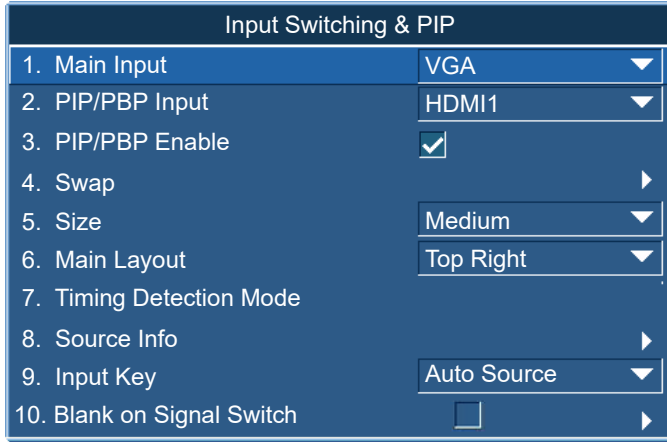 Input Switching & PIP
1. Main Input VGA
2. PIP/PBP Input HDMI1
3. PIP/PBP Enable
4. Swap
5. Size Medium
6. Main Layout Top Right
7. Timing Detection Mode
8. Source Info
9. Input Key Auto Source
10. Blank on Signal Switch